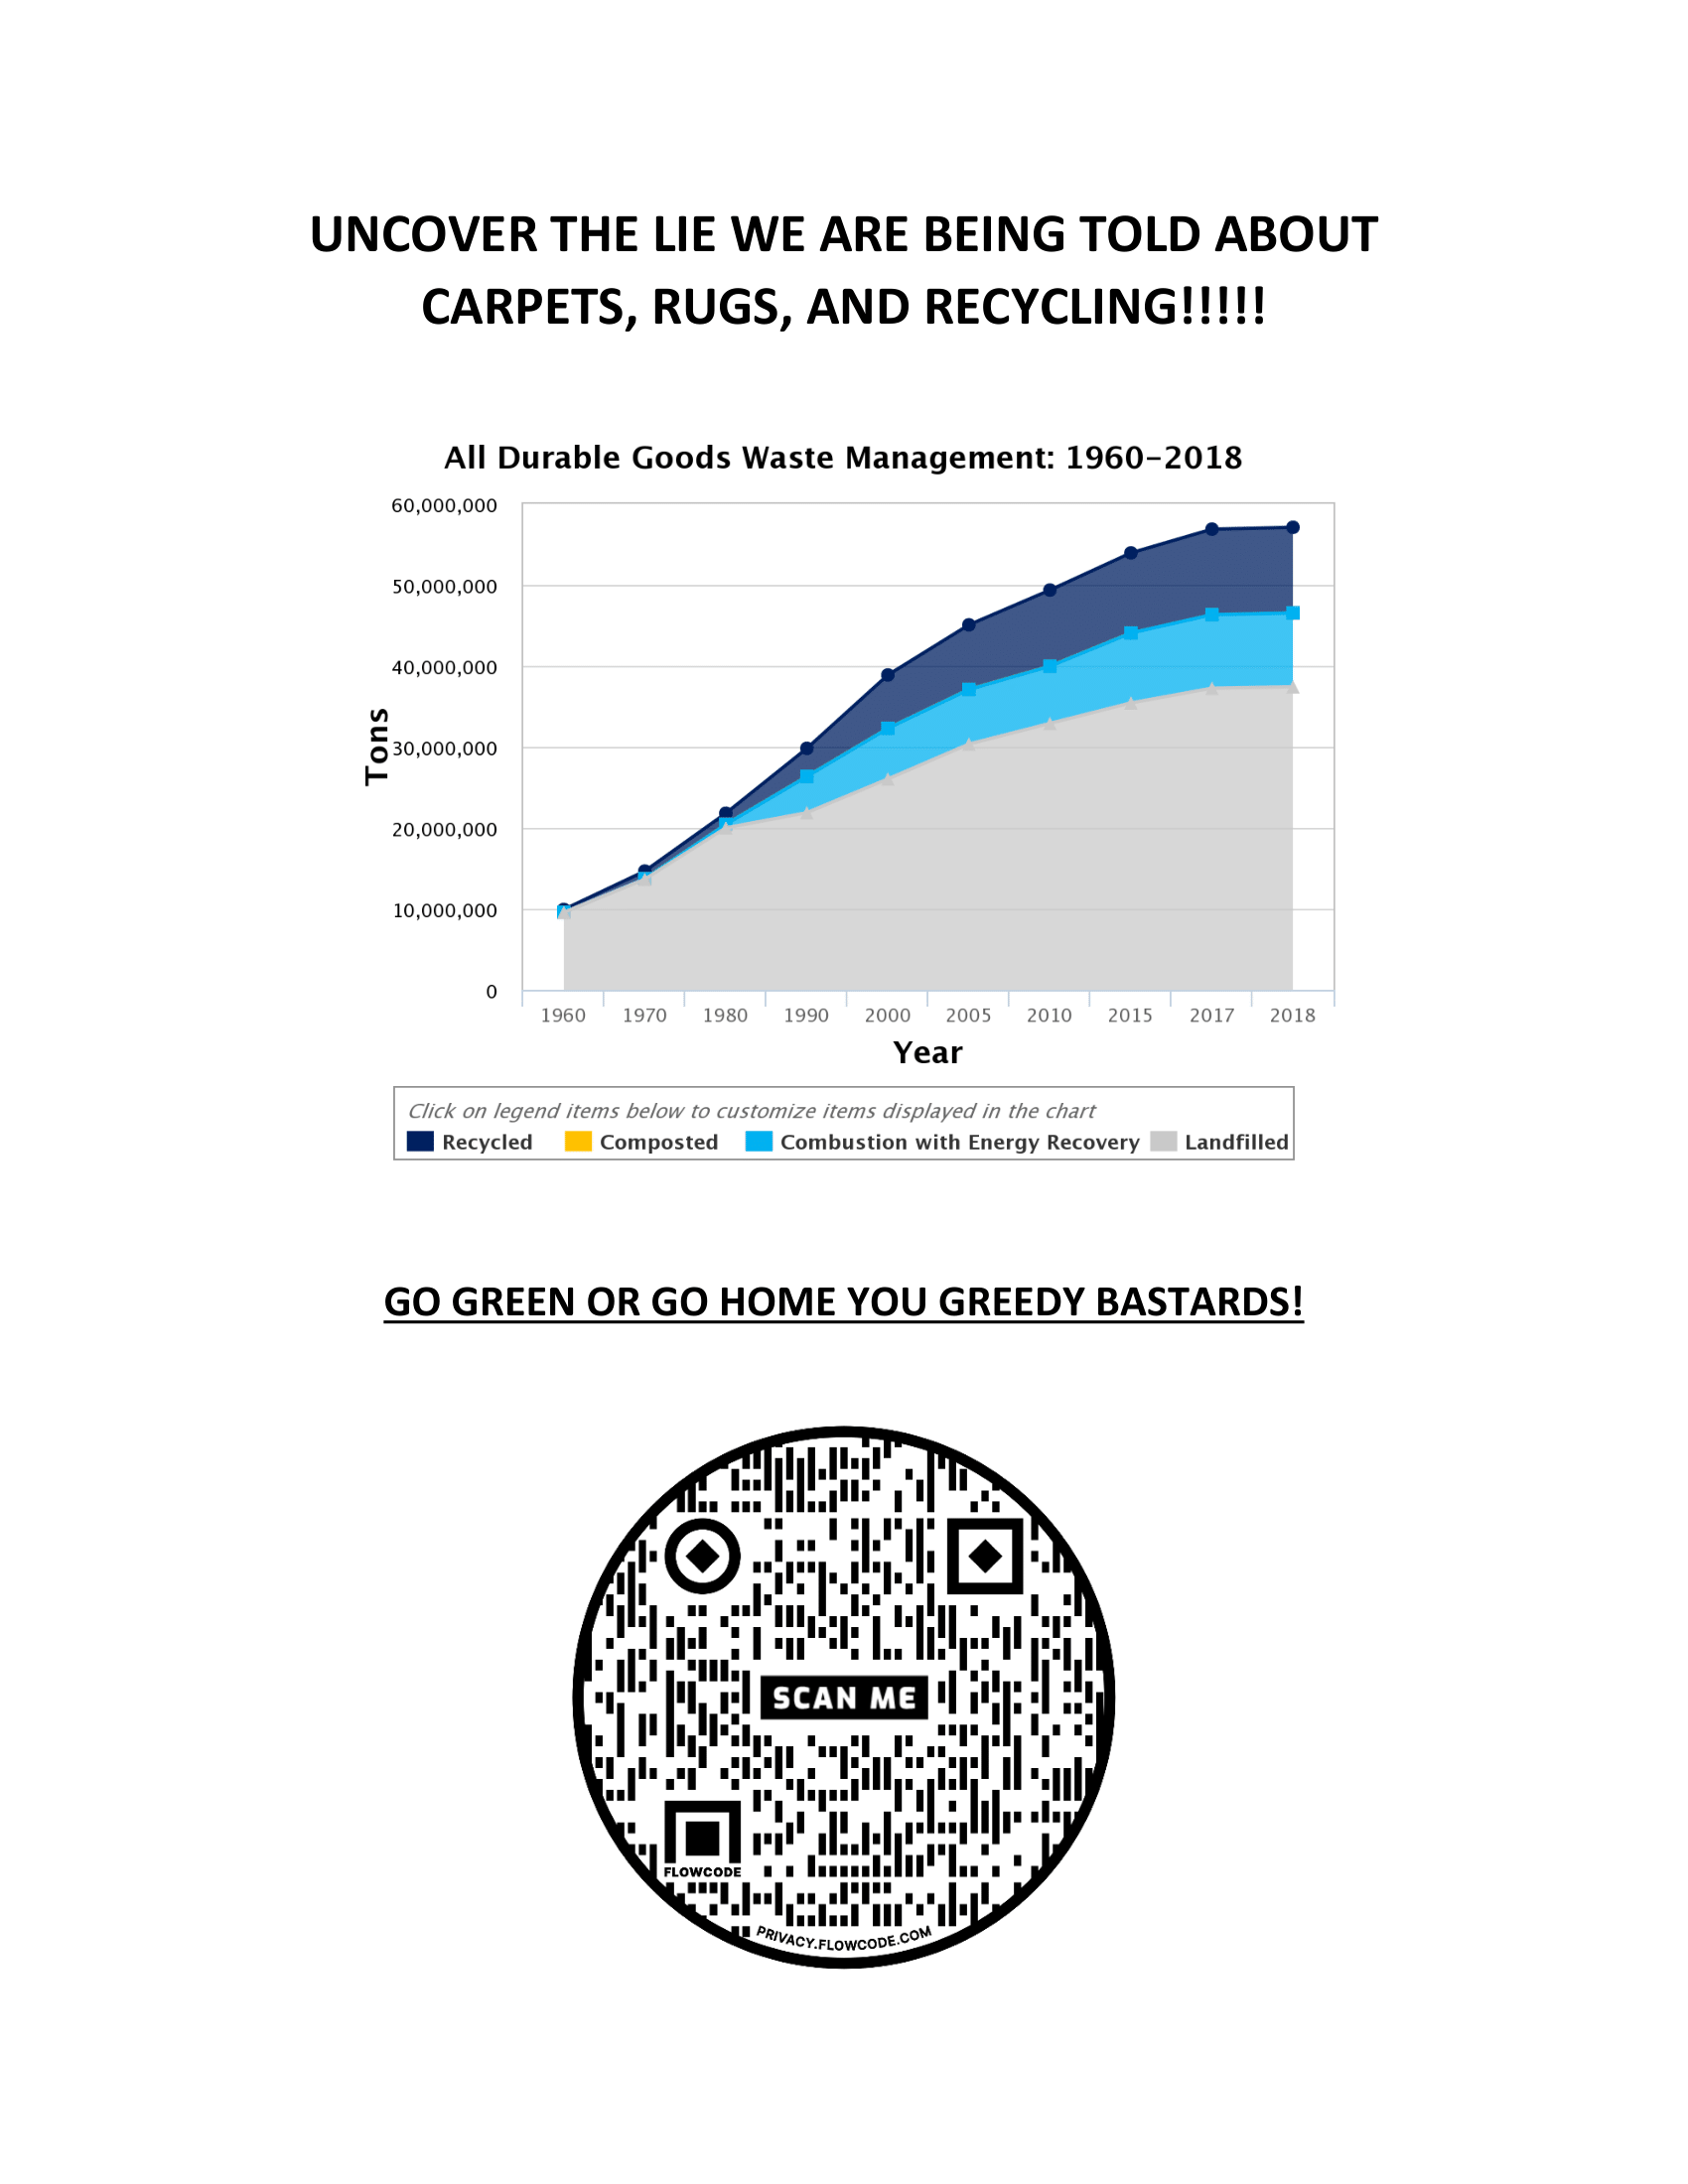 UNCOVER THE LIE WE ARE BEING TOLD ABOUT
CARPETS, RUGS, AND RECYCLING!!!!!
All Durable Goods Waste Management: 1960-2018
60,000,000
50,000,000
40,000,000
30,000,000
20,000,000
10,000,000
0
Tons
1960 1970 1980 1990 2000 2005 2010 2015 2017 2018
Year
Click on legend items below to customize items displayed in the chart
Recycled Composted Combustion with Energy Recovery Landfilled
GO GREEN OR GO HOME YOU GREEDY BASTARDS!
SCAN ME
FLOWCODE
PRIVACY.FLOWCODE.COM